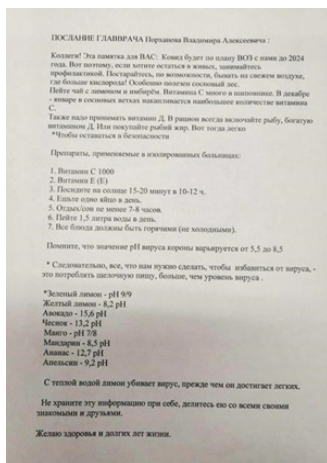 ПОСЛАНИЕ ГЛАВВРАЧА Порханова Владимира Алексеевича :
Коллеги! Эта памятка для ВАС: Ковид будет по плану ВОЗ с нами до 2024
года. Вот поэтому, если хотите остаться в живых, занимайтесь
профилактикой. Постарайтесь, по возможности, бывать на свежем воздухе,
где больше кислорода! Особенно полезен сосновый лес.
Пейте чай с лимоном и имбирём. Витамина С много в шиповнике. В декабре
- январе в сосновых ветках накапливается наибольшее количество витамина
С.
Также надо принимать витамин Д. В рацион всегда включайте рыбу, богатую
витамином Д. Или покупайте рыбий жир. Вот тогда легко
*Чтобы оставаться в безопасности
Препараты, применяемые в изолированных больницах:
1. Витамин С 1000
2. Витамин Е (E)
3. Посидите на солнце 15-20 минут в 10-12 ч.
4. Ешьте одно яйцо в день.
5. Отдых/сон не менее 7-8 часов.
6. Пейте 1,5 литра воды в день.
7. Все блюда должны быть горячими (не холодными).
Помните, что значение pH вируса короны варьируется от 5,5 до 8,5
* Следовательно, все, что нам нужно сделать, чтобы избавиться от вируса, -
это потреблять щелочную пищу, больше, чем уровень вируса .
*Зеленый лимон - pH 9/9
Желтый лимон - 8,2 pH
Авокадо - 15,6 pH
Чеснок - 13,2 pH
Манго - pH 7/8
Мандарин - 8,5 pH
Ананас - 12,7 pH
Апельсин - 9,2 pH
С теплой водой лимон убивает вирус, прежде чем он достигает легких.
Не храните эту информацию при себе, делитесь ею со всеми своими
знакомыми и друзьями.
Желаю здоровья и долгих лет жизни.